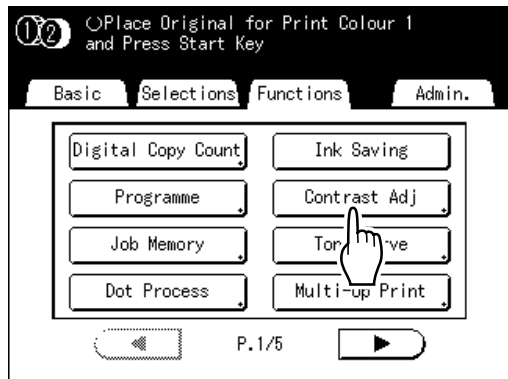 ①② Place Original for Print Colour 1
and Press Start Key
Basic Selections Functions Admin.
Digital Copy Count Ink Saving
Programme Contrast Adj
Job Memory
Dot Process Multi-Up Print
P.1/5